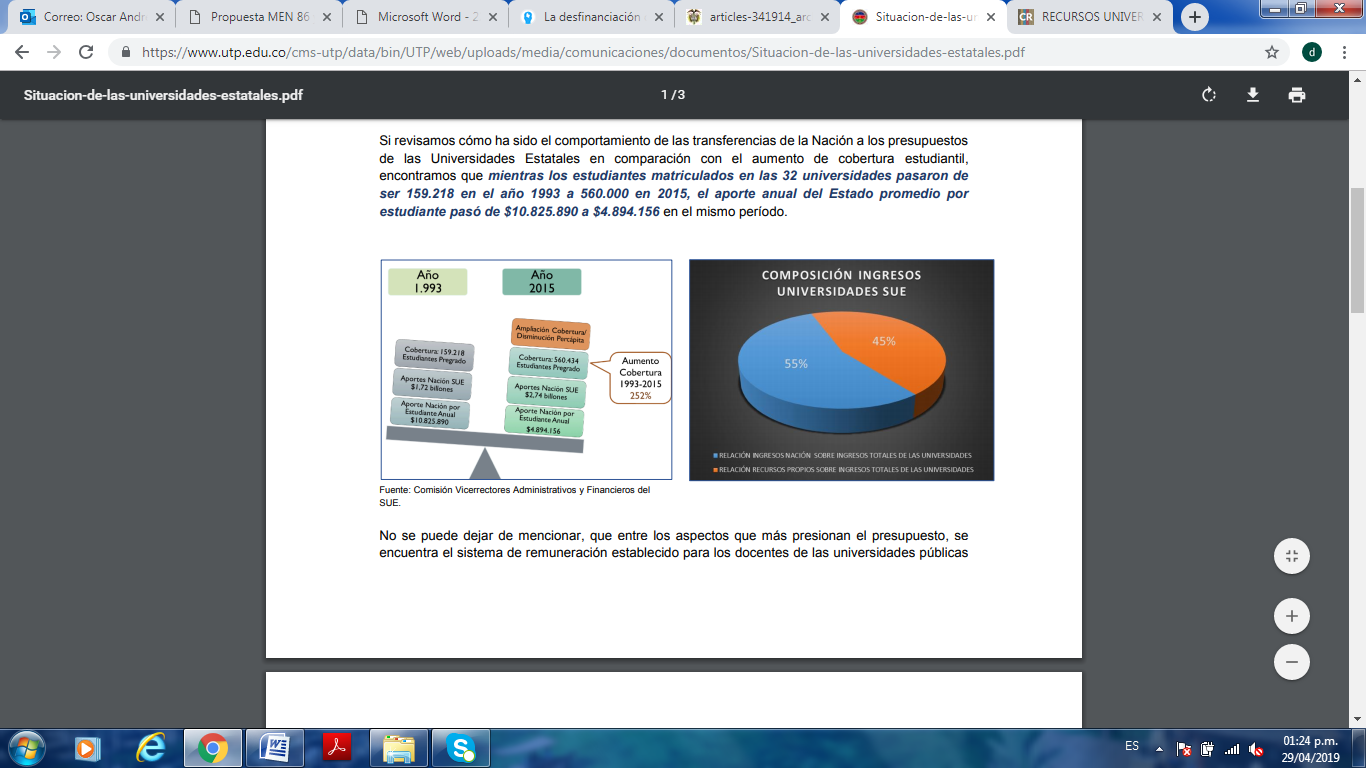 Correo: Oscar Andr
Propuesta MEN 86
Microsoft Word - 2
La desfinanciación
articles-341914_arc
Situacion-de-las-un
RECURSOS UNIVER
https://www.utp.edu.co/cms-utp/data/bin/UTP/web/uploads/media/comunicaciones/documentos/Situacion-de-las-universidades-estatales.pdf
d
Situacion-de-las-universidades-estatales.pdf
1 / 3
Si revisamos cómo ha sido el comportamiento de las transferencias de la Nación a los presupuestos
de las Universidades Estatales en comparación con el aumento de cobertura estudiantil,
encontramos que mientras los estudiantes matriculados en las 32 universidades pasaron de
ser 159.218 en el año 1993 a 560.000 en 2015, el aporte anual del Estado promedio por
estudiante pasó de $10.825.890 a $4.894.156 en el mismo período.
Año
1.993
Año
2015
Ampliación Cobertura/
Disminución Percápita
Cobertura: 159.218
Estudiantes Pregrado
Cobertura: 560.434
Estudiantes Pregrado
Aumento
Cobertura
1993-2015
252%
Aportes Nación SUE
$1,72 billones
Aportes Nación SUE
$2,74 billones
Aporte Nación por
Estudiante Anual
$10.825.890
Aporte Nación por
Estudiante Anual
$4.894.156
COMPOSICIÓN INGRESOS
UNIVERSIDADES SUE
45%
55%
RELACIÓN INGRESOS NACIÓN SOBRE INGRESOS TOTALES DE LAS UNIVERSIDADES
RELACIÓN RECURSOS PROPIOS SOBRE INGRESOS TOTALES DE LAS UNIVERSIDADES
Fuente: Comisión Vicerrectores Administrativos y Financieros del
SUE.
No se puede dejar de mencionar, que entre los aspectos que más presionan el presupuesto, se
encuentra el sistema de remuneración establecido para los docentes de las universidades públicas
ES
01:24 p.m.
29/04/2019